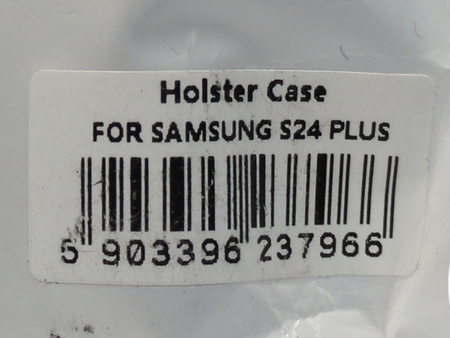 Holster Case
FOR SAMSUNG S24 PLUS
5 903396 237966